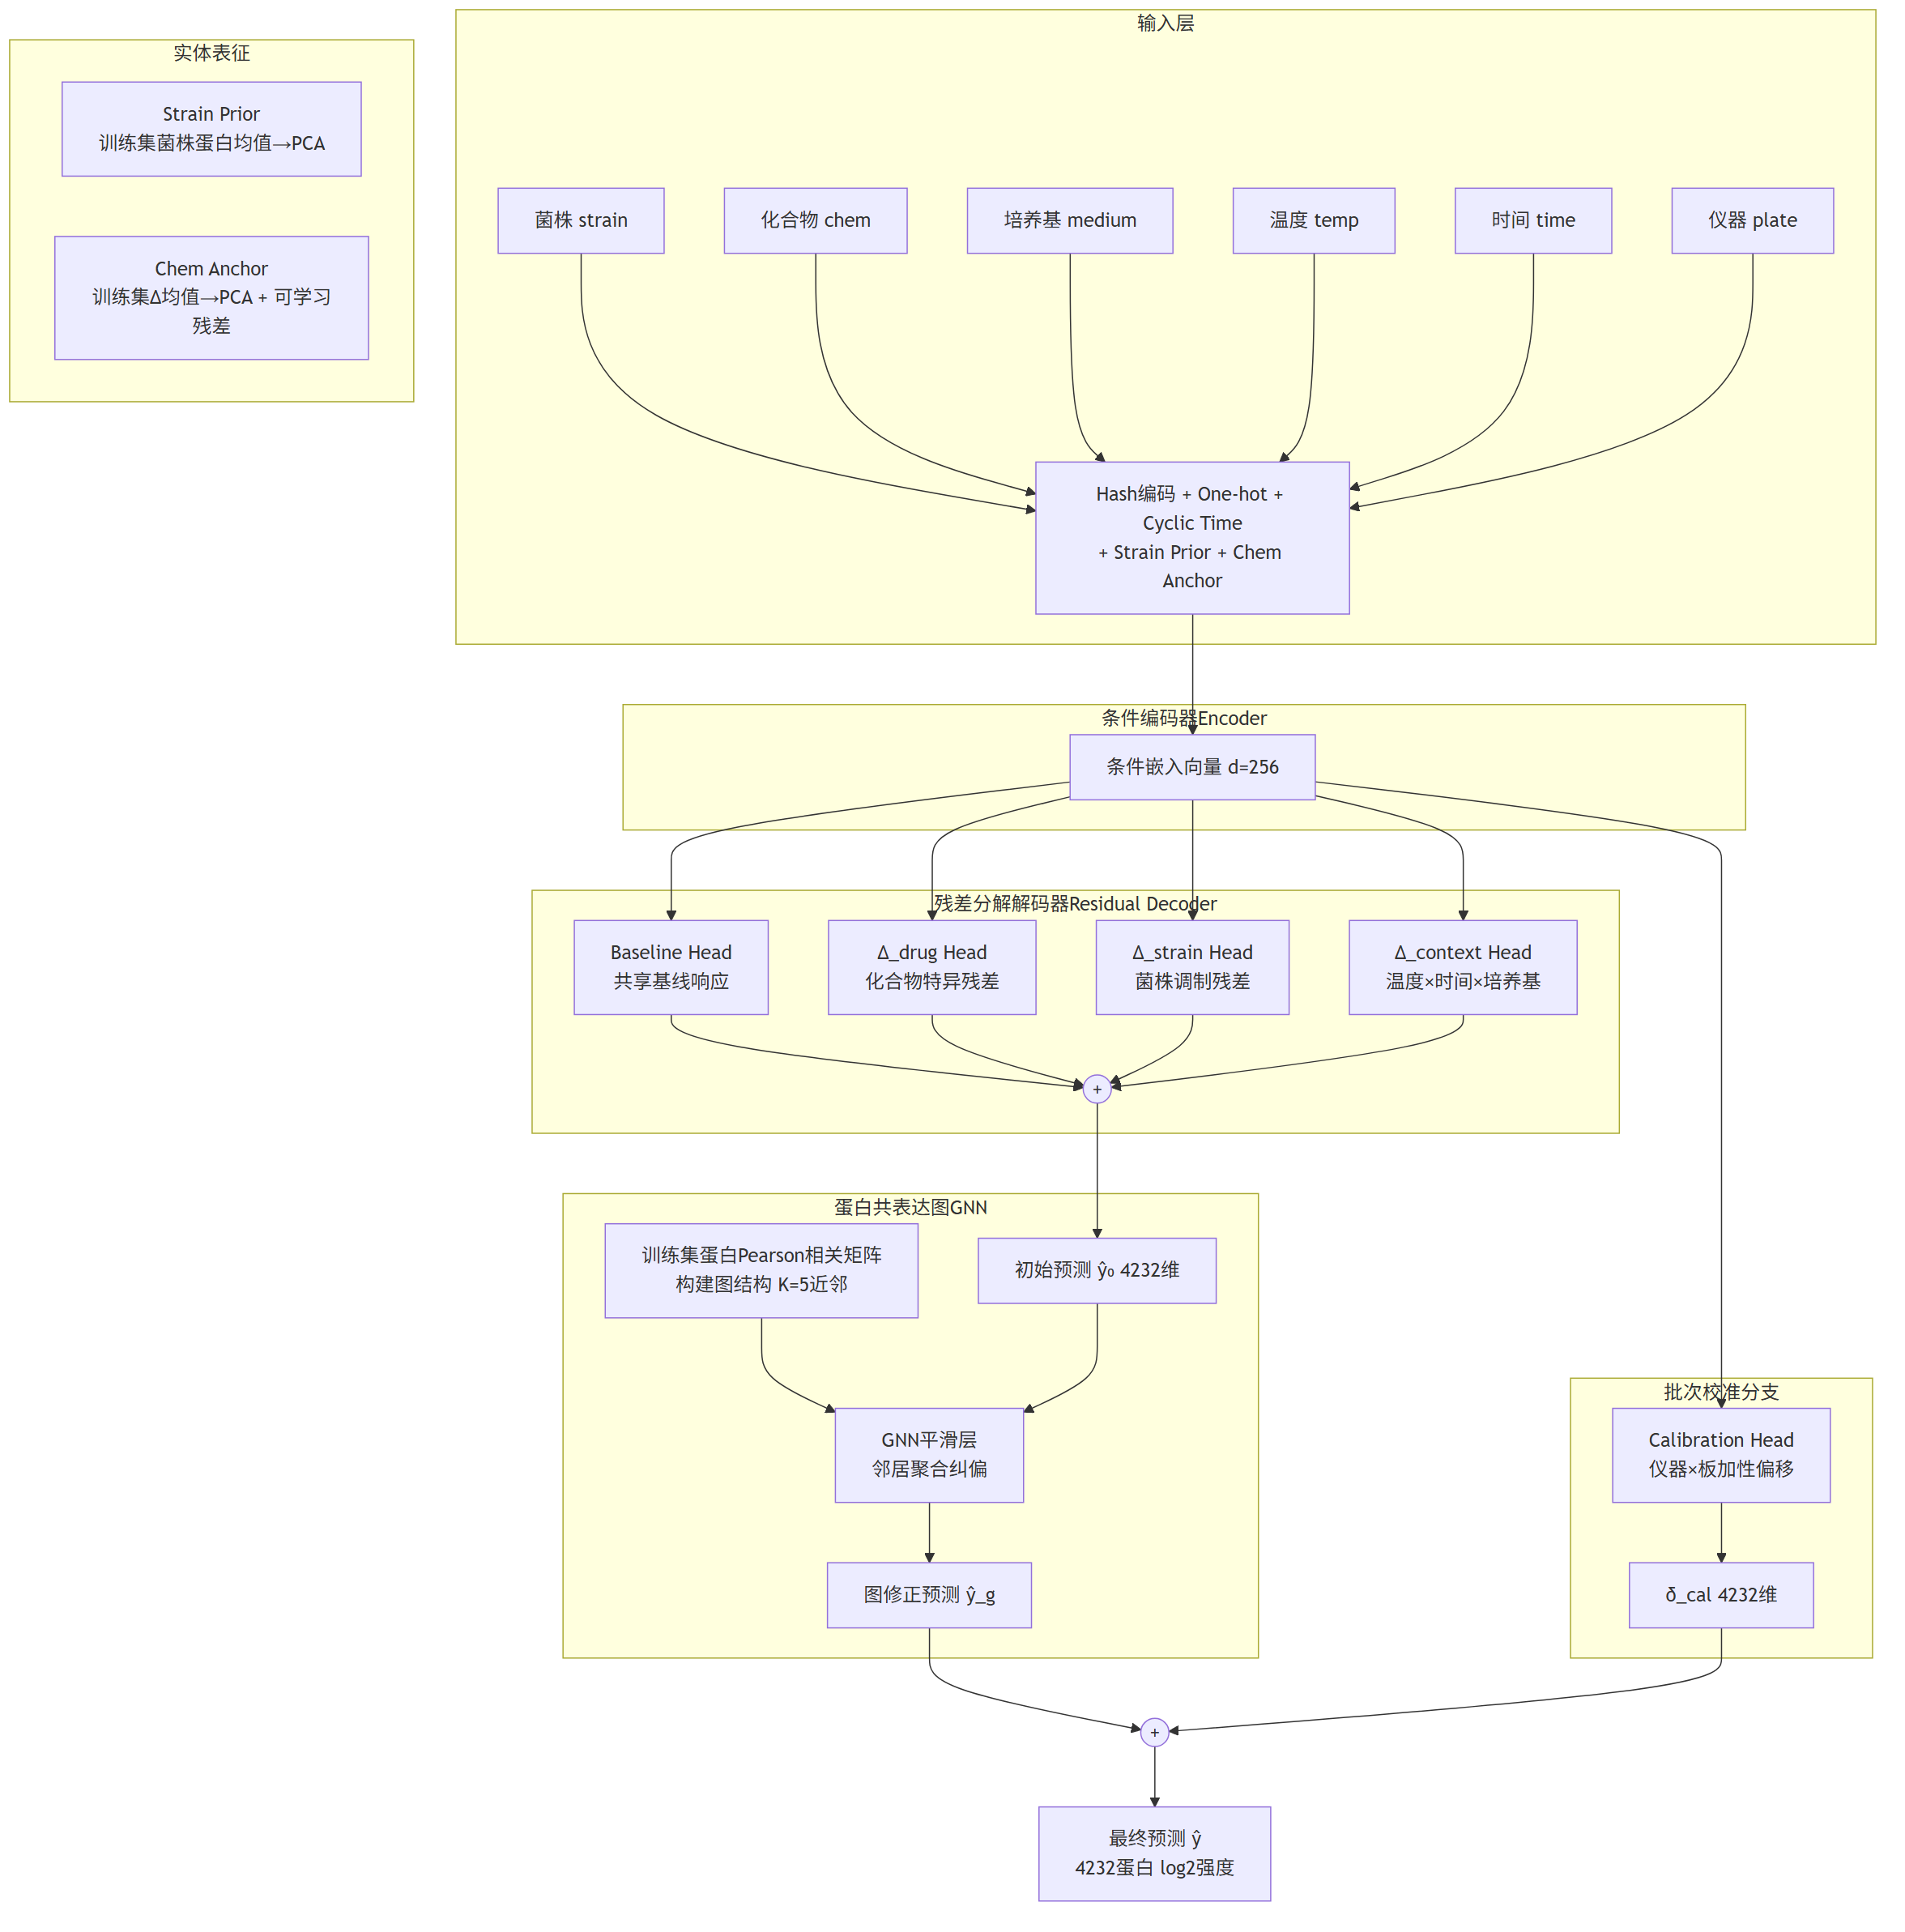 输入层
实体表征
Strain Prior
训练集菌株蛋白均值→PCA
Chem Anchor
训练集Δ均值→PCA + 可学习
残差
菌株 strain
化合物 chem
培养基 medium
温度 temp
时间 time
仪器 plate
Hash编码 + One-hot +
Cyclic Time
+ Strain Prior + Chem
Anchor
条件编码器Encoder
条件嵌入向量 d=256
残差分解解码器Residual Decoder
Baseline Head
共享基线响应
Δ_drug Head
化合物特异残差
Δ_strain Head
菌株调制残差
Δ_context Head
温度×时间×培养基
+
蛋白共表达图GNN
训练集蛋白Pearson相关矩阵
构建图结构 K=5近邻
初始预测 ŷ₀ 4232维
GNN平滑层
邻居聚合纠偏
图修正预测 ŷ_g
批次校准分支
Calibration Head
仪器×板加性偏移
δ_cal 4232维
+
最终预测 ŷ
4232蛋白 log2强度